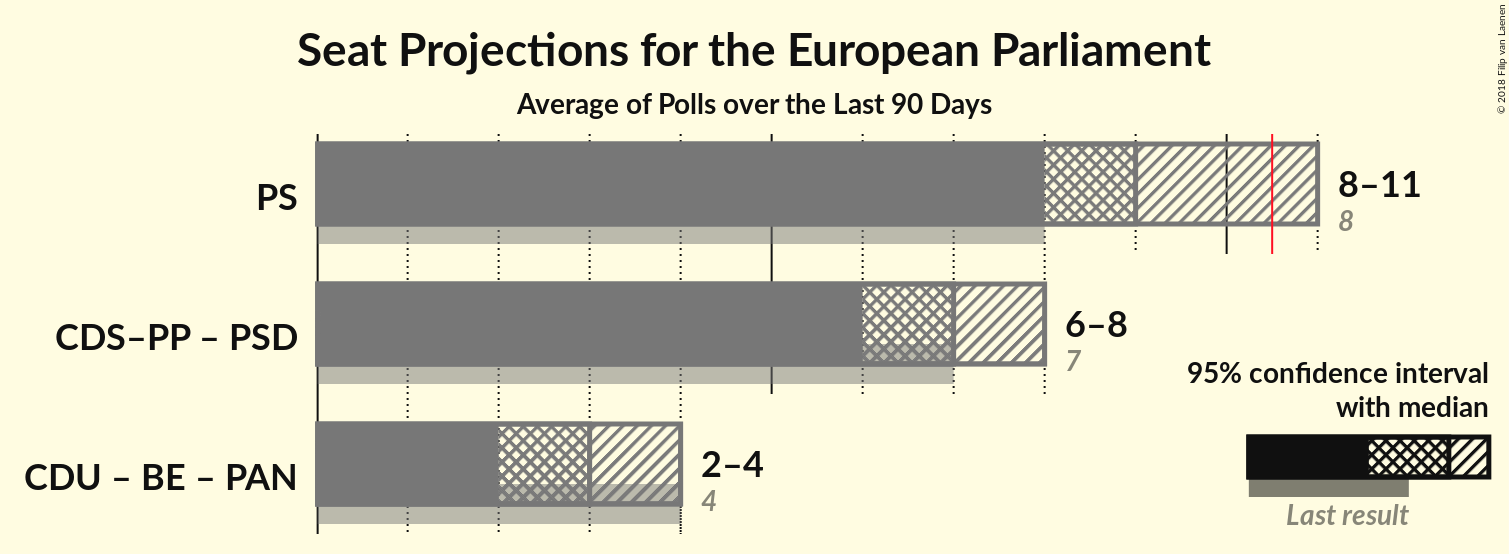 Seat Projections for the European Parliament
Average of Polls over the Last 90 Days
© 2018 Filip van Laenen
PS
8–11
8
CDS–PP – PSD
6–8
7
CDU – BE – PAN
2–4
4
95% confidence interval
with median
Last result